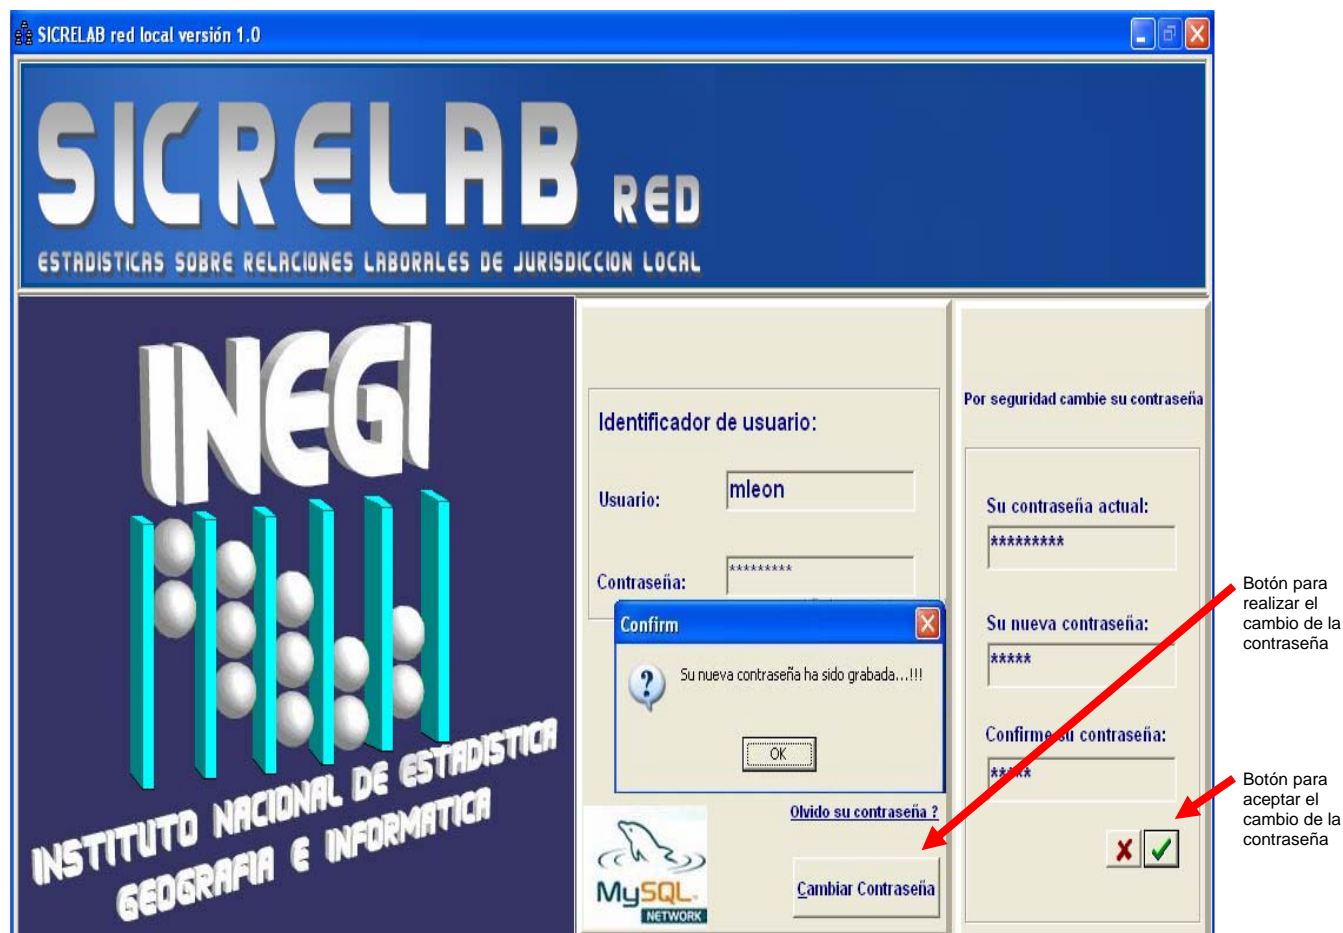 SICRELAB red local versión 1.0
SICRELAB RED
ESTADISTICAS SOBRE RELACIONES LABORALES DE JURISDICCION LOCAL
INEGI
INSTITUTO NACIONAL DE ESTADISTICA
GEOGRAFIA E INFORMATICA
Identificador de usuario:
Usuario:
mleon
Contraseña:
*********
Confirm
Su nueva contraseña ha sido grabada...!!!
OK
Olvido su contraseña ?
MySQL
NETWORK
Cambiar Contraseña
Por seguridad cambie su contraseña
Su contraseña actual:
*********
Su nueva contraseña:
*****
Confirme su contraseña:
*****
Botón para
realizar el
cambio de la
contraseña
Botón para
aceptar el
cambio de la
contraseña